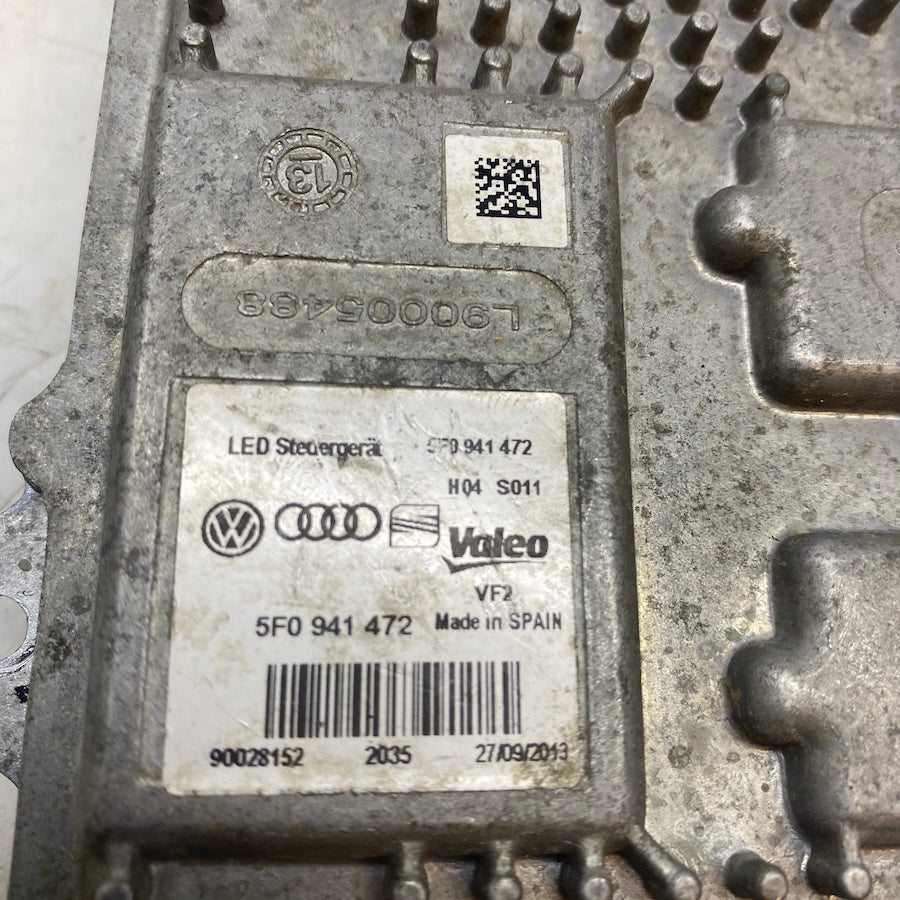 13
L90005488
LED Steuergerät 5F0 941 472
H04 S011
Valeo
VF2
5F0 941 472 Made in SPAIN
90028152 2035 27/09/2013